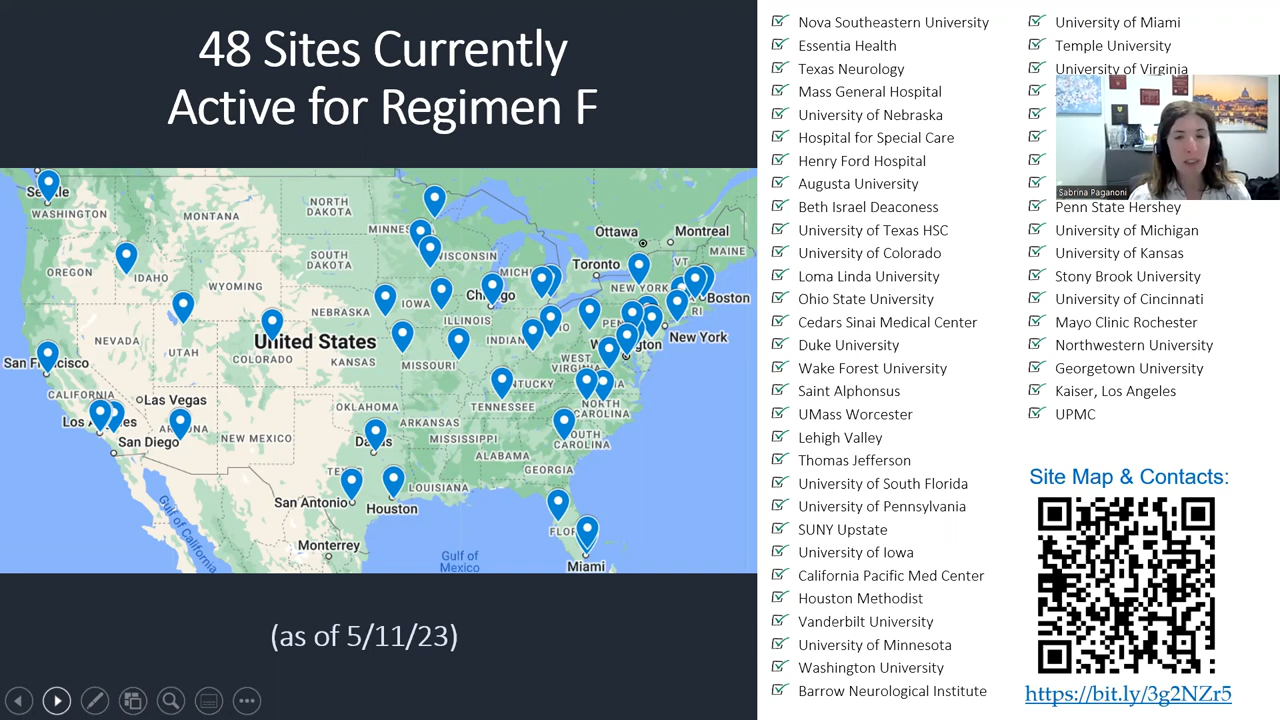 48 Sites Currently
Active for Regimen F
Seattle
WASHINGTON
MONTANA
NORTH
DAKOTA
MINNES
Ottawa
Montreal
MAINE
OREGON
IDAHO
SOUTH
DAKOTA
WISCONSIN
Toronto
VT
MICH
NEW YORK
WYOMING
IOWA
Chicago
Boston
RI
NEBRASKA
ILLINOIS
IO
PEN
New York
NEVADA
United States
INDIAN
ngton
San Francisco
UTAH
COLORADO
KANSAS
MISSOURI
WEST
VIRGINIA
CALIFORNIA
Las Vegas
NTUCKY
OKLAHOMA
TENNESSEE
NORTH
CAROLINA
Los
les
ARIZONA
NEW MEXICO
ARKANSAS
San Diego
Dallas
MISSISSIPPI
SOUTH
CAROLINA
ALABAMA
TEXAS
GEORGIA
LOUISIANA
San Antonio
Houston
Gulf of
California
FLOR
Monterrey
Gulf of
Mexico
Miami
(as of 5/11/23)
Nova Southeastern University
Essentia Health
Texas Neurology
Mass General Hospital
University of Nebraska
Hospital for Special Care
Henry Ford Hospital
Augusta University
Beth Israel Deaconess
University of Texas HSC
University of Colorado
Loma Linda University
Ohio State University
Cedars Sinai Medical Center
Duke University
Wake Forest University
Saint Alphonsus
UMass Worcester
Lehigh Valley
Thomas Jefferson
University of South Florida
University of Pennsylvania
SUNY Upstate
University of Iowa
California Pacific Med Center
Houston Methodist
Vanderbilt University
University of Minnesota
Washington University
Barrow Neurological Institute
University of Miami
Temple University
University of Virginia
Sabrina Paganoni
Penn State Hershey
University of Michigan
University of Kansas
Stony Brook University
University of Cincinnati
Mayo Clinic Rochester
Northwestern University
Georgetown University
Kaiser, Los Angeles
UPMC
Site Map & Contacts:
https://bit.ly/3g2NZr5